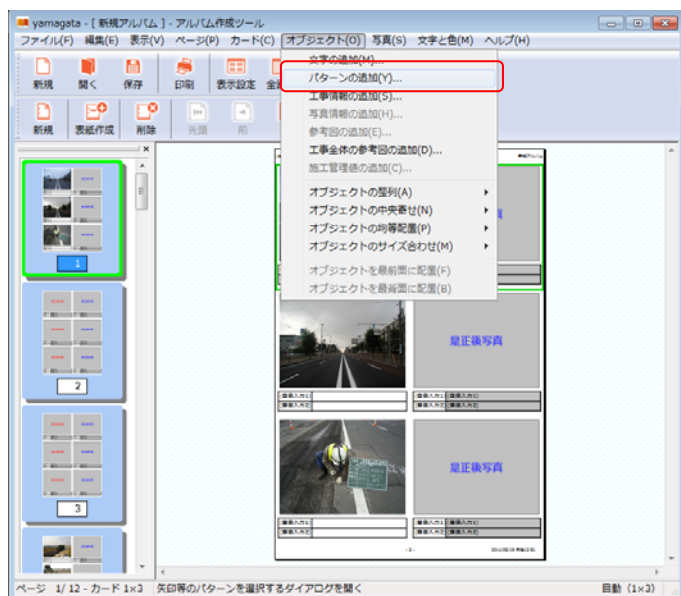 yamagata - [ 新規アルバム ] - アルバム作成ツール
ファイル(F) 編集(E) 表示(V) ページ(P) カード(C) オブジェクト(O) 写真(S) 文字と色(M) ヘルプ(H)
新規 開く 保存 印刷 表示設定
新規 表紙作成 削除 先頭 前
文字の追加(M)...
パターンの追加(Y)...
工事情報の追加(S)...
写真情報の追加(H)...
参考図の追加(E)...
工事全体の参考図の追加(D)...
施工管理値の追加(C)...
オブジェクトの整列(A)
オブジェクトの中央寄せ(N)
オブジェクトの均等配置(P)
オブジェクトのサイズ合わせ(M)
オブジェクトを最前面に配置(F)
オブジェクトを最背面に配置(B)
1
2
3
是正後写真
是正後写真
ページ 1/ 12 - カード 1×3 矢印等のパターンを選択するダイアログを開く 自動 (1×3)